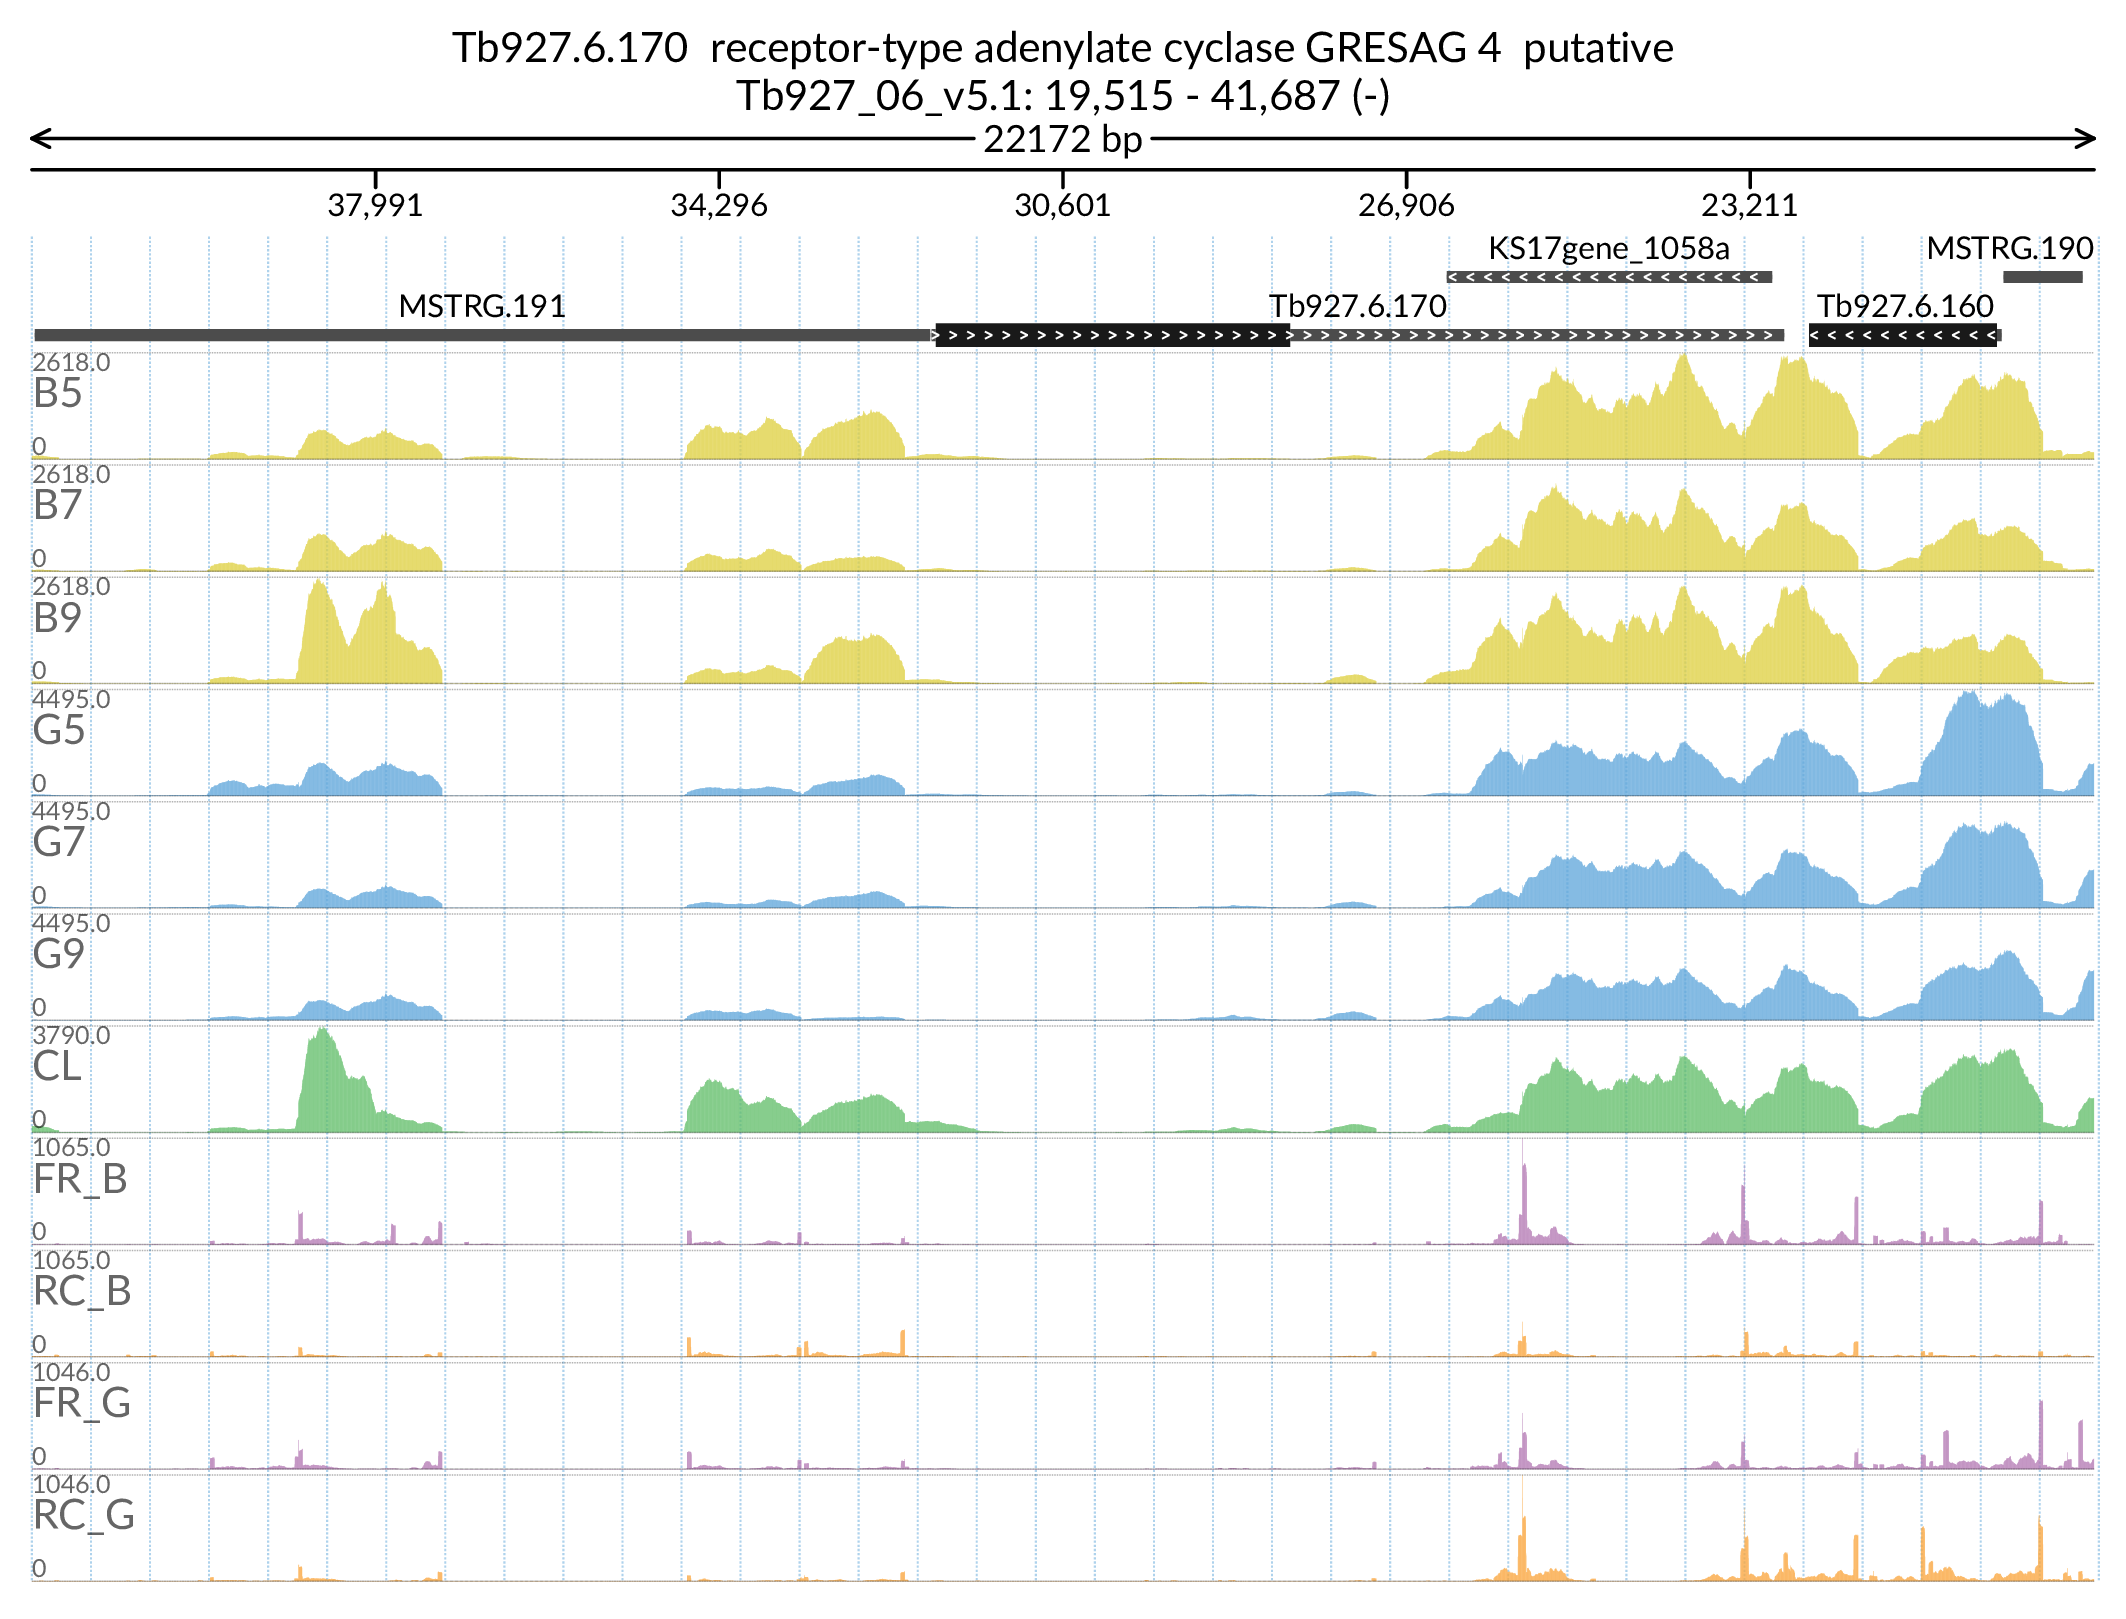 Tb927.6.170 receptor-type adenylate cyclase GRESAG 4 putative
Tb927_06_v5.1: 19,515 - 41,687 (-)
22172 bp
37,991 34,296 30,601 26,906 23,211
KS17gene_1058a MSTRG.190
MSTRG.191 Tb927.6.170 Tb927.6.160
2618.0
B5
0
2618.0
B7
0
2618.0
B9
0
4495.0
G5
0
4495.0
G7
0
4495.0
G9
0
3790.0
CL
0
1065.0
FR_B
0
1065.0
RC_B
0
1046.0
FR_G
0
1046.0
RC_G
0